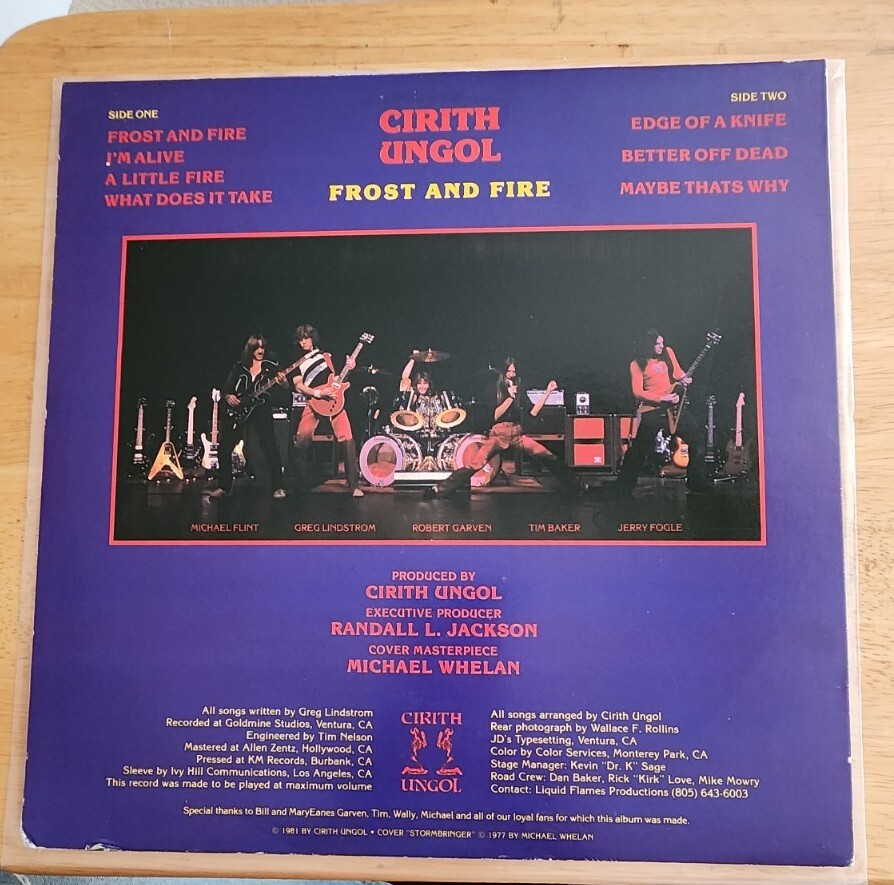 SIDE ONE
FROST AND FIRE
I'M ALIVE
A LITTLE FIRE
WHAT DOES IT TAKE
CIRITH
UNGOL
FROST AND FIRE
SIDE TWO
EDGE OF A KNIFE
BETTER OFF DEAD
MAYBE THATS WHY
MICHAEL FLINT
GREG LINDSTROM
ROBERT GARVEN
TIM BAKER
JERRY FOGLE
PRODUCED BY
CIRITH UNGOL
EXECUTIVE PRODUCER
RANDALL L. JACKSON
COVER MASTERPIECE
MICHAEL WHELAN
All songs written by Greg Lindstrom
Recorded at Goldmine Studios, Ventura, CA
Engineered by Tim Nelson
Mastered at Allen Zentz, Hollywood, CA
Pressed at KM Records, Burbank, CA
Sleeve by Ivy Hill Communications, Los Angeles, CA
This record was made to be played at maximum volume
CIRITH
UNGOL
All songs arranged by Cirith Ungol
Rear photograph by Wallace F. Rollins
JD's Typesetting, Ventura, CA
Color by Color Services, Monterey Park, CA
Stage Manager: Kevin "Dr. K" Sage
Road Crew: Dan Baker, Rick "Kirk" Love, Mike Mowry
Contact: Liquid Flames Productions (805) 643-6003
Special thanks to Bill and MaryEanes Garven, Tim, Wally, Michael and all of our loyal fans for which this album was made.
© 1981 BY CIRITH UNGOL • COVER "STORMBRINGER" © 1977 BY MICHAEL WHELAN